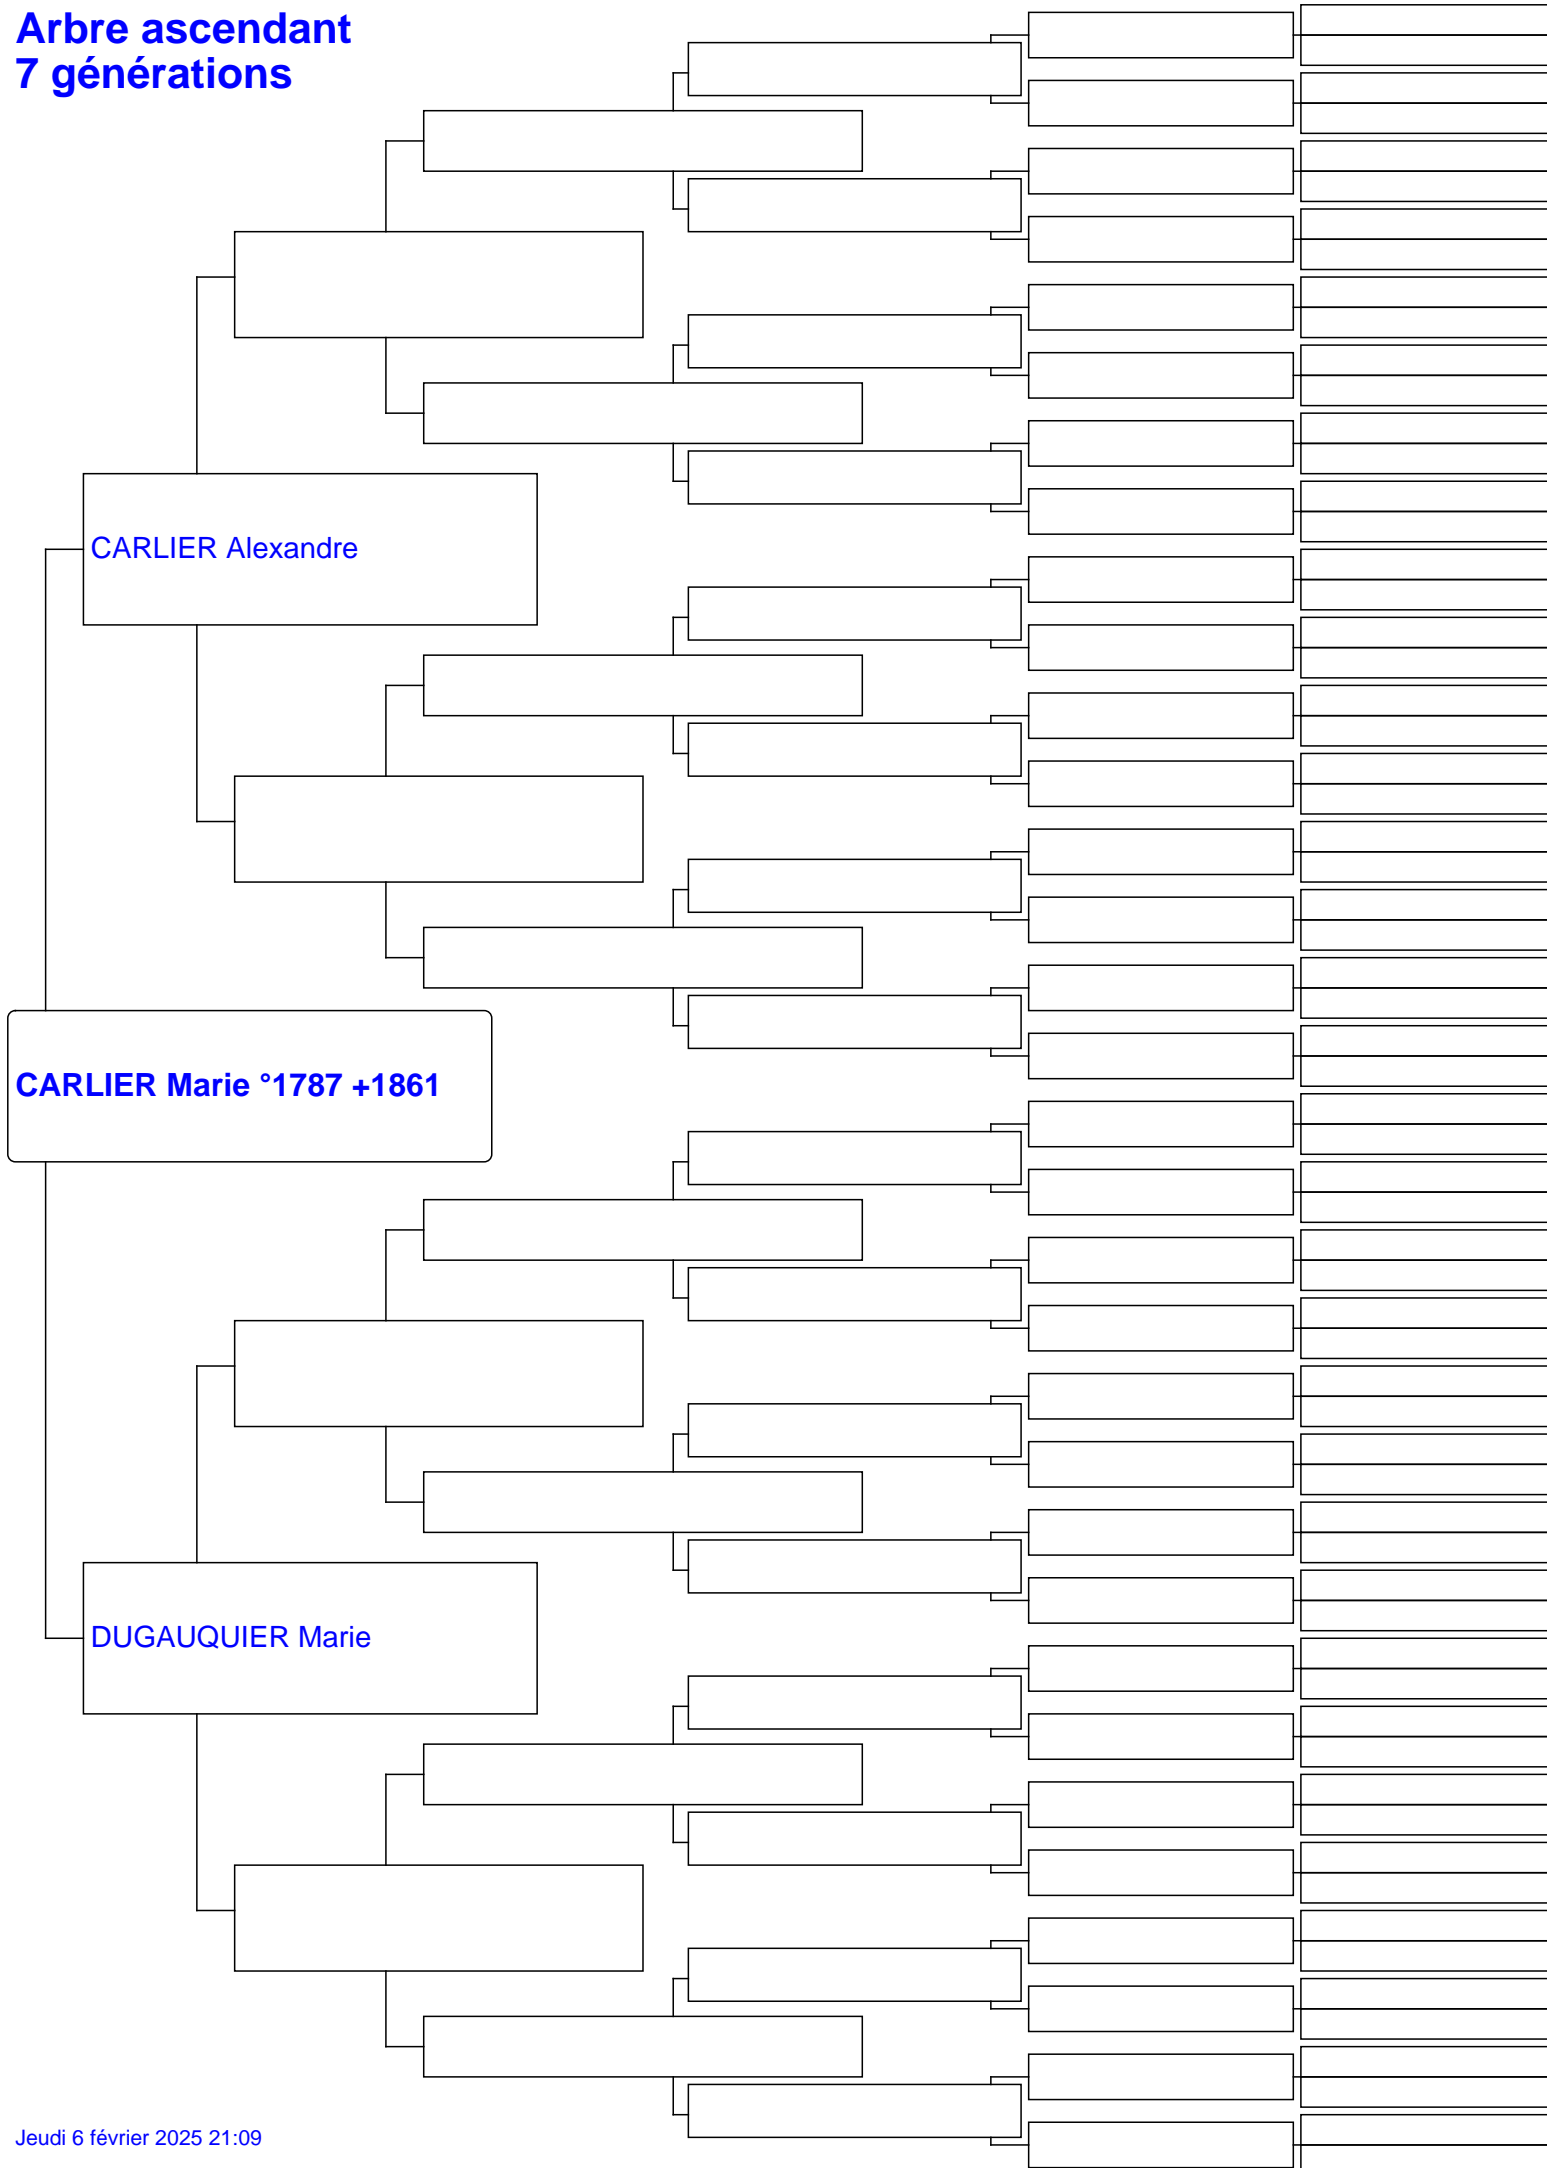 Arbre ascendant
7 générations
CARLIER Alexandre
CARLIER Marie °1787 +1861
DUGAUQUIER Marie
Jeudi 6 février 2025 21:09